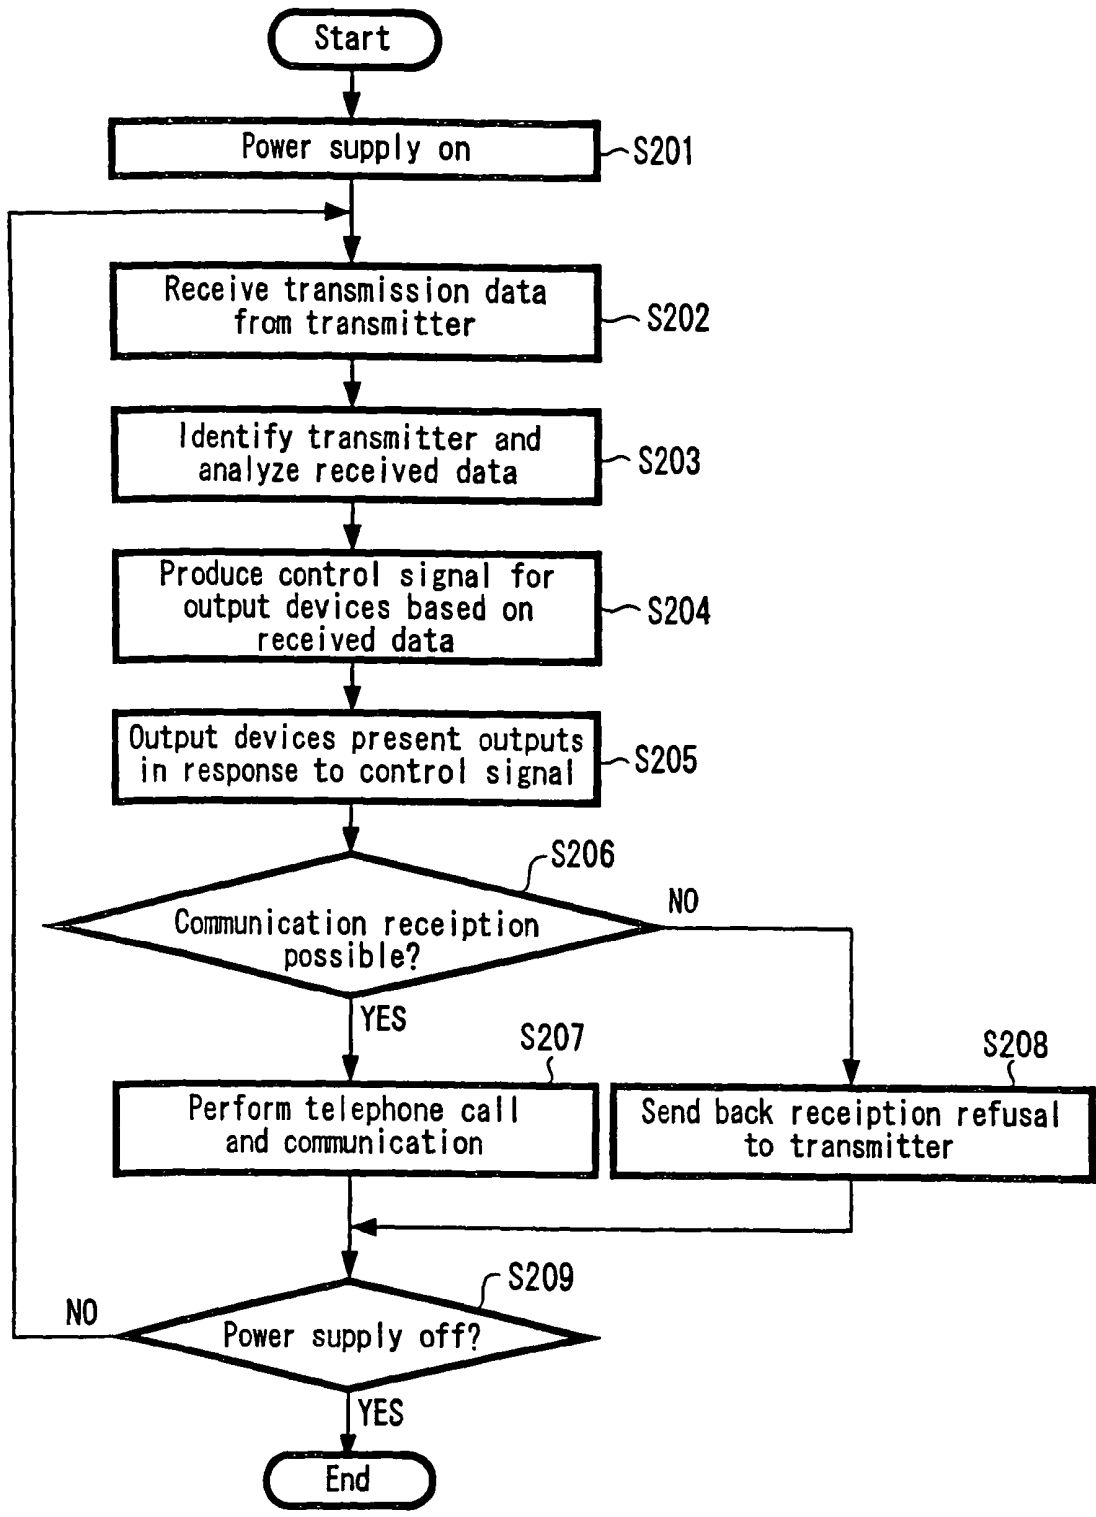 Start
Power supply on
S201
Receive transmission data
from transmitter
S202
Identify transmitter and
analyze received data
S203
Produce control signal for
output devices based on
received data
S204
Output devices present outputs
in response to control signal
S205
S206
Communication receiption
possible?
NO
YES
S207
Perform telephone call
and communication
S208
Send back receiption refusal
to transmitter
S209
Power supply off?
NO
YES
End